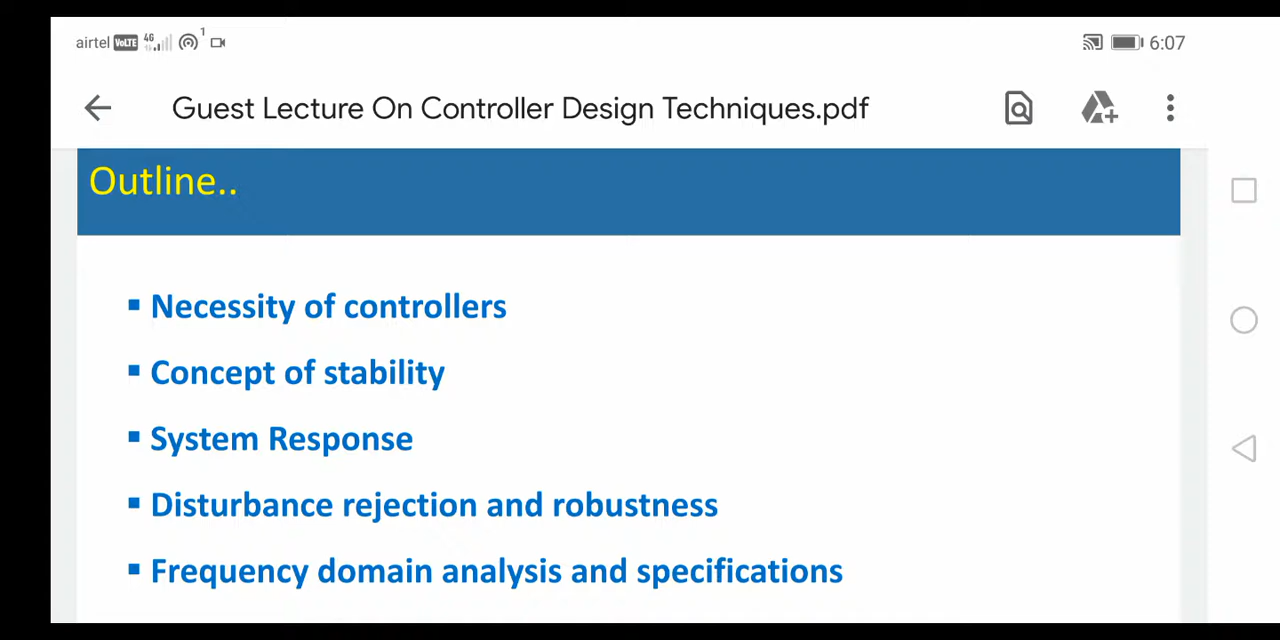 airtel VoLTE 4G 1 6:07
Guest Lecture On Controller Design Techniques.pdf
Outline..
▪ Necessity of controllers
▪ Concept of stability
▪ System Response
▪ Disturbance rejection and robustness
▪ Frequency domain analysis and specifications